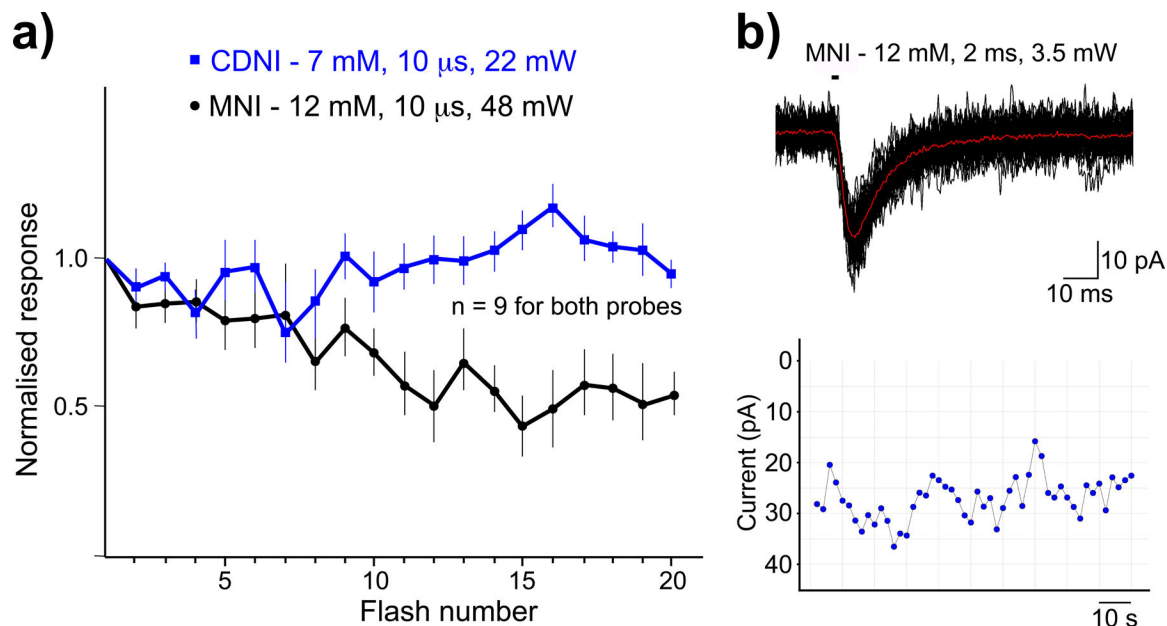 a)
CDNI - 7 mM, 10 μs, 22 mW
MNI - 12 mM, 10 μs, 48 mW
Normalised response
1.0
0.5
n = 9 for both probes
5
10
15
20
Flash number
b)
MNI - 12 mM, 2 ms, 3.5 mW
10 pA
10 ms
Current (pA)
0
10
20
30
40
10 s